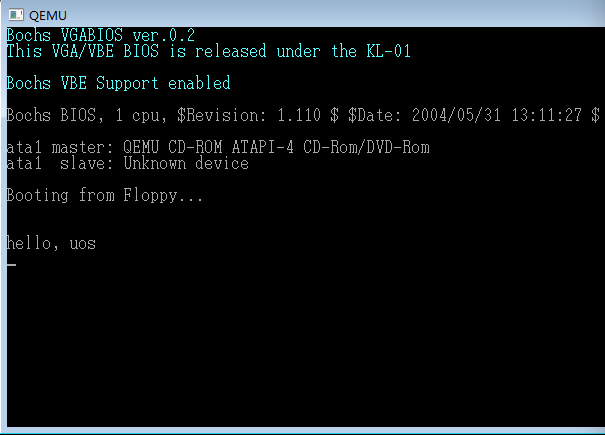 QEMU
Bochs VGABIOS ver.0.2
This VGA/VBE BIOS is released under the KL-01
Bochs VBE Support enabled
Bochs BIOS, 1 cpu, $Revision: 1.110 $ $Date: 2004/05/31 13:11:27 $
ata1 master: QEMU CD-ROM ATAPI-4 CD-Rom/DVD-Rom
ata1  slave: Unknown device
Booting from Floppy...
hello, uos